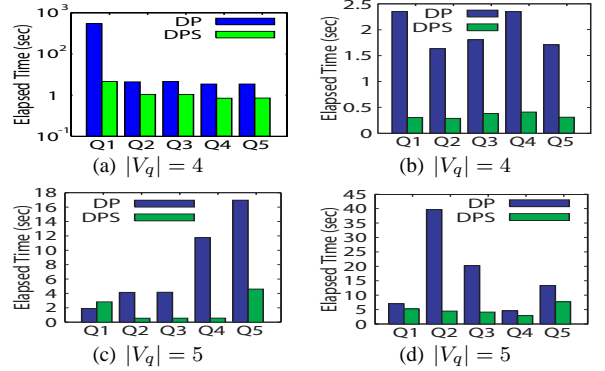 Elapsed Time (sec)
10^3
1
10^-1
DP
DPS
Q1 Q2 Q3 Q4 Q5
(a) |V_q| = 4
Elapsed Time (sec)
2.5
2
1.5
1
0.5
0
DP
DPS
Q1 Q2 Q3 Q4 Q5
(b) |V_q| = 4
Elapsed Time (sec)
18
16
14
12
10
8
6
4
2
0
DP
DPS
Q1 Q2 Q3 Q4 Q5
(c) |V_q| = 5
Elapsed Time (sec)
45
40
35
30
25
20
15
10
5
0
DP
DPS
Q1 Q2 Q3 Q4 Q5
(d) |V_q| = 5